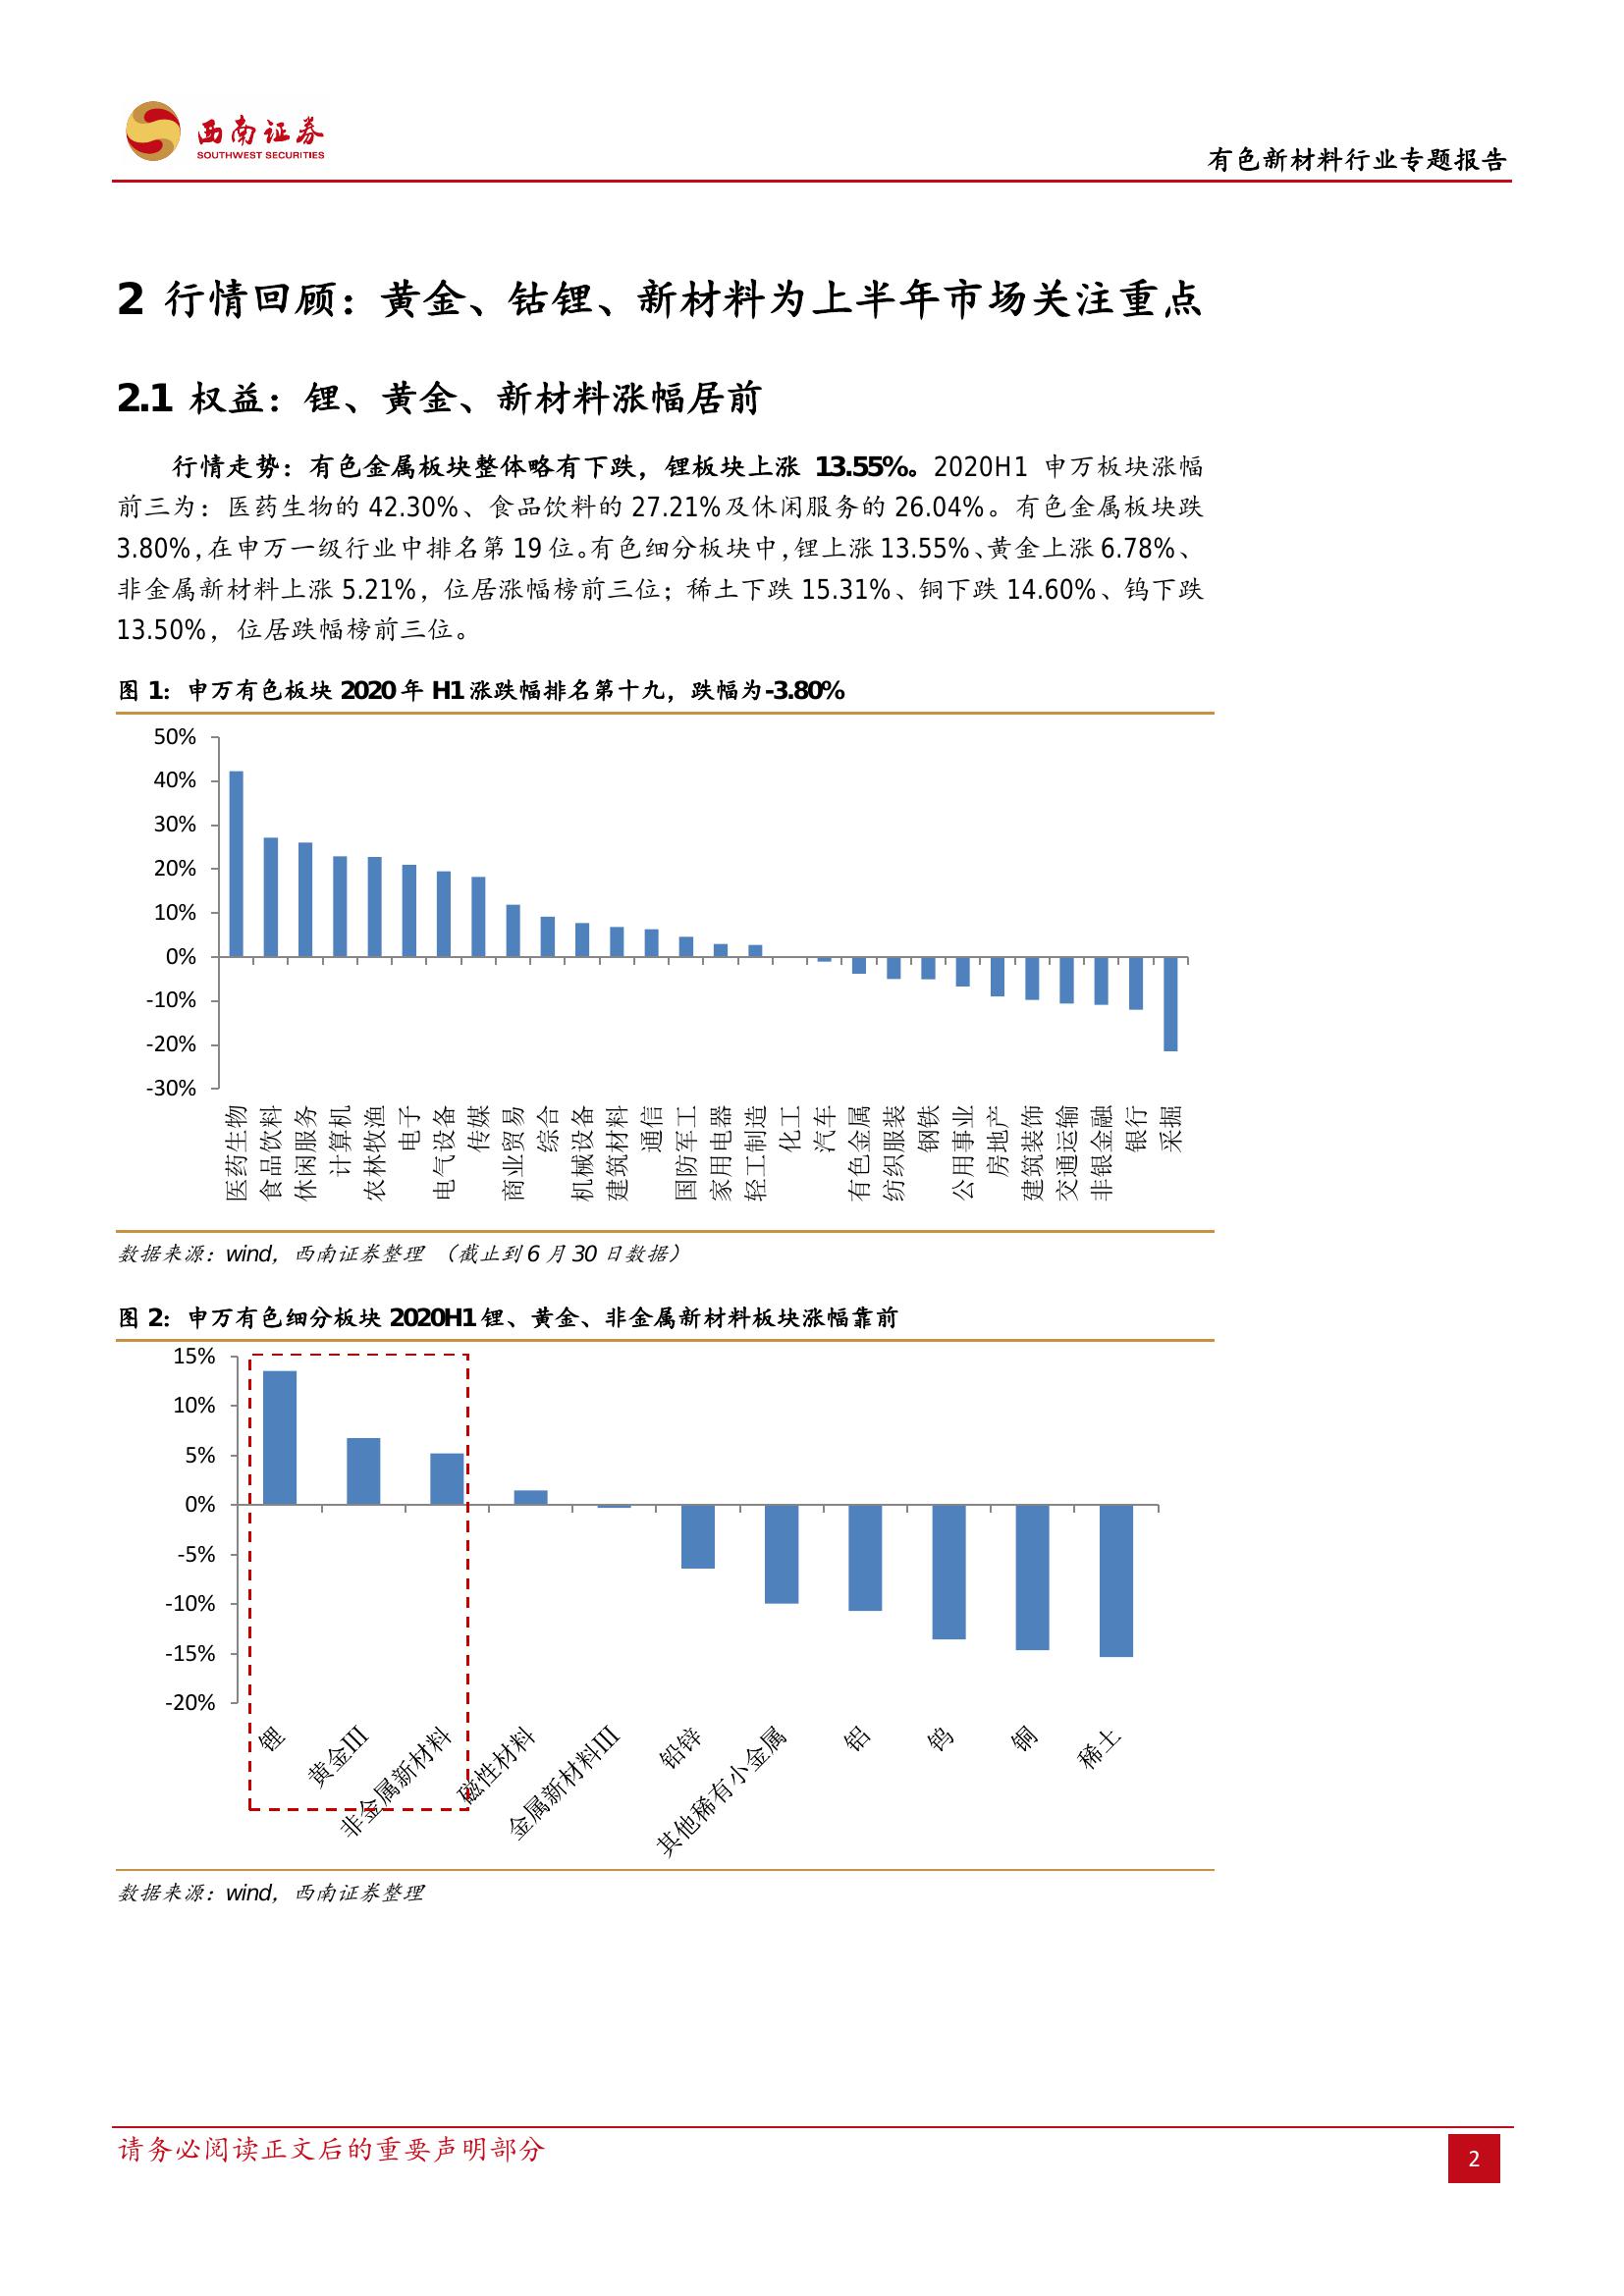 西南证券
SOUTHWEST SECURITIES
有色新材料行业专题报告
2 行情回顾：黄金、钴锂、新材料为上半年市场关注重点
2.1 权益：锂、黄金、新材料涨幅居前
行情走势：有色金属板块整体略有下跌，锂板块上涨 13.55%。2020H1 申万板块涨幅
前三为：医药生物的 42.30%、食品饮料的 27.21%及休闲服务的 26.04%。有色金属板块跌
3.80%，在申万一级行业中排名第 19 位。有色细分板块中，锂上涨 13.55%、黄金上涨 6.78%、
非金属新材料上涨 5.21%，位居涨幅榜前三位；稀土下跌 15.31%、铜下跌 14.60%、钨下跌
13.50%，位居跌幅榜前三位。
图 1：申万有色板块 2020 年 H1 涨跌幅排名第十九，跌幅为-3.80%
50%
40%
30%
20%
10%
0%
-10%
-20%
-30%
医药生物
食品饮料
休闲服务
计算机
农林牧渔
电子
电气设备
传媒
商业贸易
综合
机械设备
建筑材料
通信
国防军工
家用电器
轻工制造
化工
汽车
有色金属
纺织服装
钢铁
公用事业
房地产
建筑装饰
交通运输
非银金融
银行
采掘
数据来源：wind，西南证券整理 （截止到 6 月 30 日数据）
图 2：申万有色细分板块 2020H1 锂、黄金、非金属新材料板块涨幅靠前
15%
10%
5%
0%
-5%
-10%
-15%
-20%
锂
黄金III
非金属新材料
磁性材料
金属新材料III
铅锌
其他稀有小金属
铝
钨
铜
稀土
数据来源：wind，西南证券整理
请务必阅读正文后的重要声明部分
2